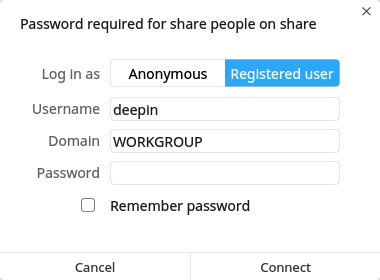 Password required for share people on share
Log in as Anonymous Registered user
Username deepin
Domain WORKGROUP
Password
Remember password
Cancel Connect